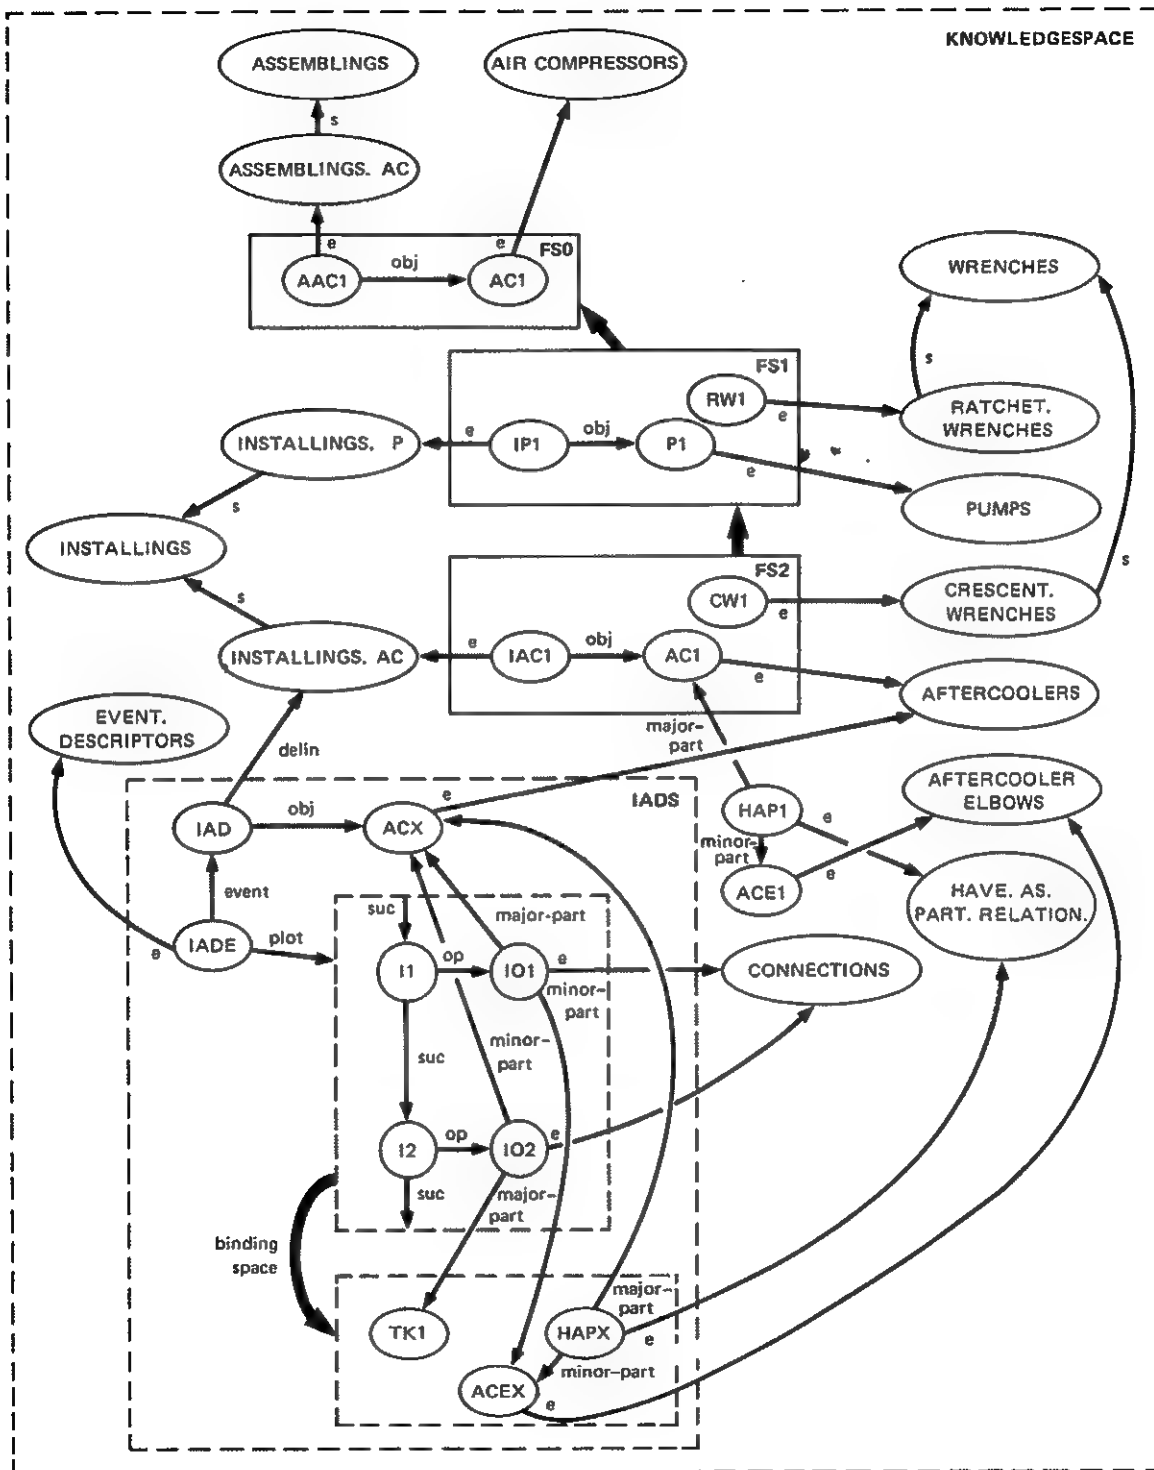 KNOWLEDGESPACE
ASSEMBLINGS
AIR COMPRESSORS
s
ASSEMBLINGS. AC
e
e
FS0
AAC1
obj
AC1
WRENCHES
FS1
s
RW1
e
RATCHET.
WRENCHES
INSTALLINGS. P
e
IP1
obj
P1
e
s
PUMPS
INSTALLINGS
s
FS2
CW1
e
CRESCENT.
WRENCHES
s
INSTALLINGS. AC
e
IAC1
obj
AC1
e
AFTERCOOLERS
EVENT.
DESCRIPTORS
delin
major-
part
IADS
AFTERCOOLER
ELBOWS
IAD
obj
ACX
e
HAP1
e
minor-
part
ACE1
e
HAVE. AS.
PART. RELATION.
event
IADE
plot
e
suc
major-part
I1
op
IO1
e
CONNECTIONS
minor-
part
suc
minor-
part
I2
op
IO2
e
suc
major-
part
binding
space
major-
part
TK1
HAPX
e
minor-part
ACEX
e